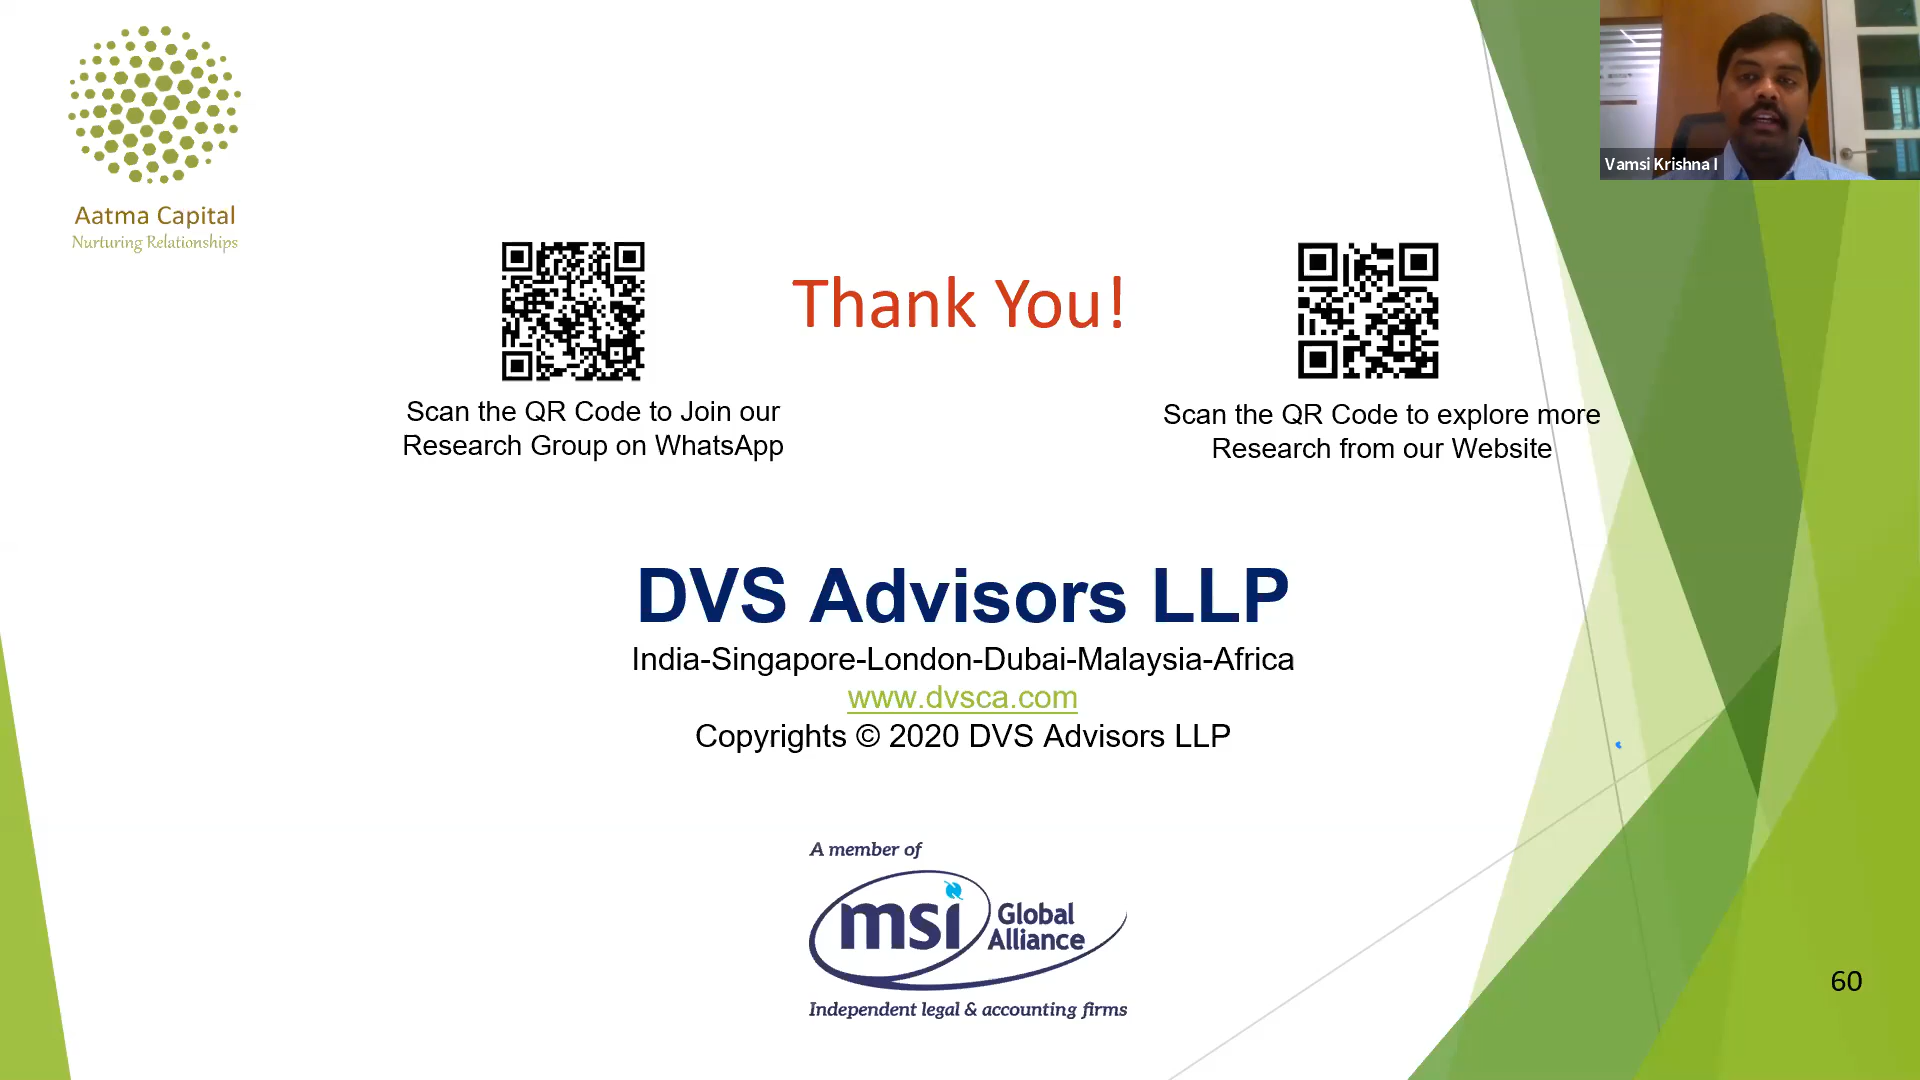 Aatma Capital
Nurturing Relationships
Vamsi Krishna I
Thank You!
Scan the QR Code to Join our
Research Group on WhatsApp
Scan the QR Code to explore more
Research from our Website
DVS Advisors LLP
India-Singapore-London-Dubai-Malaysia-Africa
www.dvsca.com
Copyrights © 2020 DVS Advisors LLP
A member of
msi Global
Alliance
Independent legal & accounting firms
60